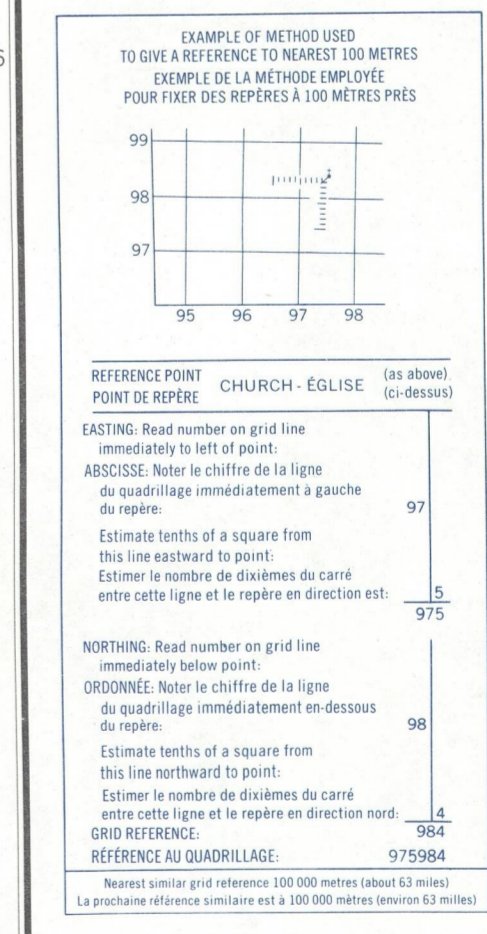 6
EXAMPLE OF METHOD USED
TO GIVE A REFERENCE TO NEAREST 100 METRES
EXEMPLE DE LA MÉTHODE EMPLOYÉE
POUR FIXER DES REPÈRES À 100 MÈTRES PRÈS
99
98
97
95 96 97 98
REFERENCE POINT
POINT DE REPÈRE
CHURCH - ÉGLISE
(as above)
(ci-dessus)
EASTING: Read number on grid line
immediately to left of point:
ABSCISSE: Noter le chiffre de la ligne
du quadrillage immédiatement à gauche
du repère: 97
Estimate tenths of a square from
this line eastward to point:
Estimer le nombre de dixièmes du carré
entre cette ligne et le repère en direction est: 5
975
NORTHING: Read number on grid line
immediately below point:
ORDONNÉE: Noter le chiffre de la ligne
du quadrillage immédiatement en-dessous
du repère: 98
Estimate tenths of a square from
this line northward to point:
Estimer le nombre de dixièmes du carré
entre cette ligne et le repère en direction nord: 4
GRID REFERENCE: 984
RÉFÉRENCE AU QUADRILLAGE: 975984
Nearest similar grid reference 100 000 metres (about 63 miles)
La prochaine référence similaire est à 100 000 mètres (environ 63 milles)